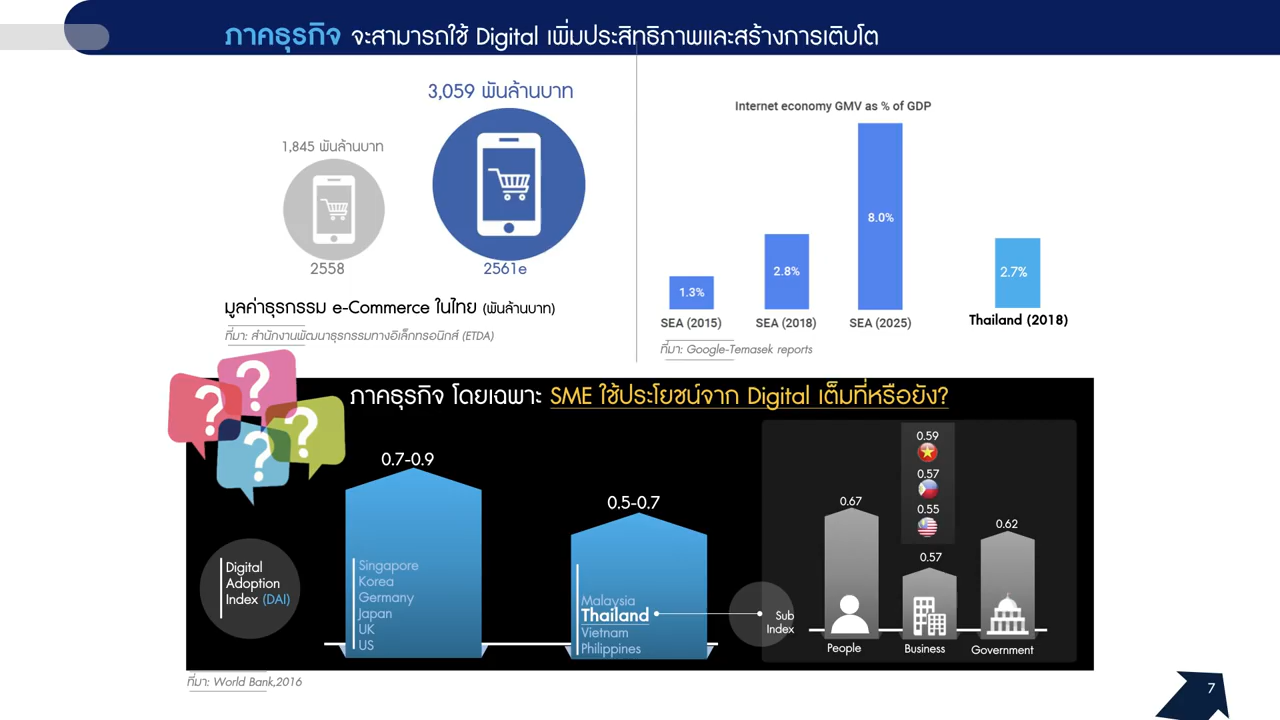 ภาคธุรกิจ จะสามารถใช้ Digital เพิ่มประสิทธิภาพและสร้างการเติบโต
3,059 พันล้านบาท
1,845 พันล้านบาท
2558
2561e
มูลค่าธุรกรรม e-Commerce ในไทย (พันล้านบาท)
ที่มา: สำนักงานพัฒนาธุรกรรมทางอิเล็กทรอนิกส์ (ETDA)
Internet economy GMV as % of GDP
1.3%
2.8%
8.0%
2.7%
SEA (2015)
SEA (2018)
SEA (2025)
Thailand (2018)
ที่มา: Google-Temasek reports
? ? ? ?
ภาคธุรกิจ โดยเฉพาะ SME ใช้ประโยชน์จาก Digital เต็มที่หรือยัง?
Digital
Adoption
Index (DAI)
0.7-0.9
Singapore
Korea
Germany
Japan
UK
US
0.5-0.7
Malaysia
Thailand
Vietnam
Philippines
Sub
Index
0.67
People
0.59
0.57
0.55
0.57
Business
0.62
Government
ที่มา: World Bank,2016
7